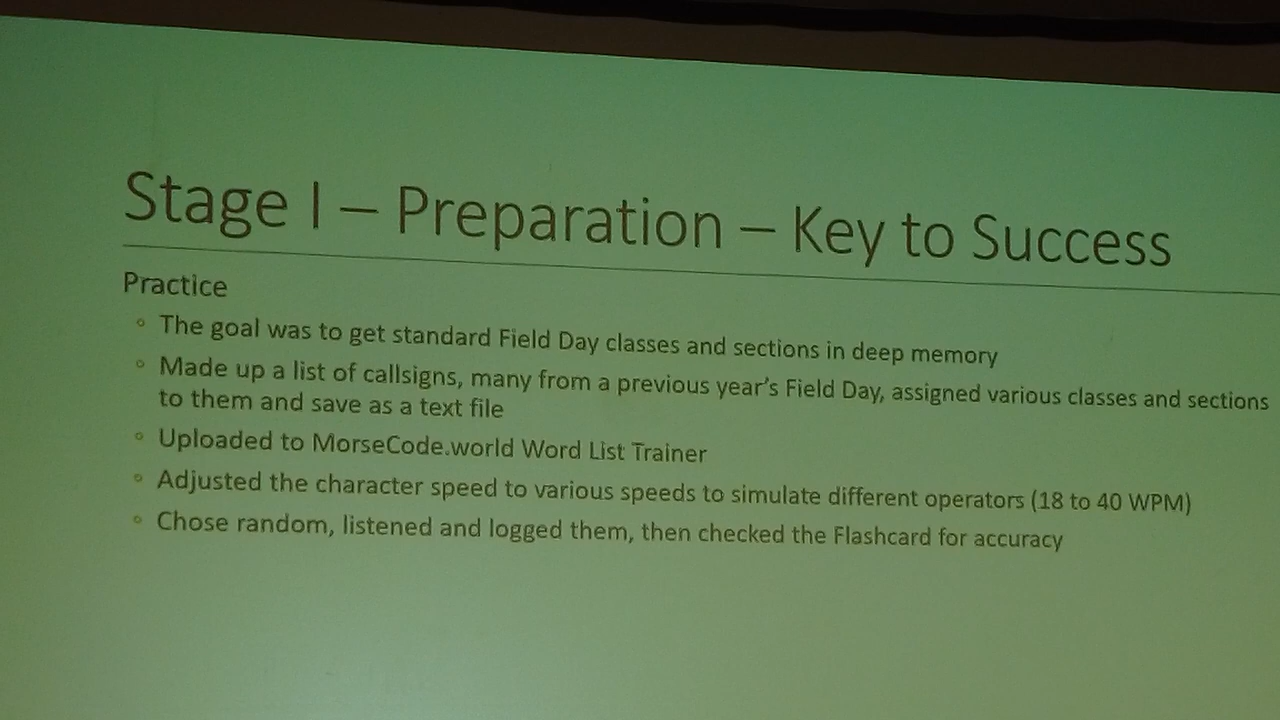 Stage I – Preparation – Key to Success
Practice
◦ The goal was to get standard Field Day classes and sections in deep memory
◦ Made up a list of callsigns, many from a previous year's Field Day, assigned various classes and sections
to them and save as a text file
◦ Uploaded to MorseCode.world Word List Trainer
◦ Adjusted the character speed to various speeds to simulate different operators (18 to 40 WPM)
◦ Chose random, listened and logged them, then checked the Flashcard for accuracy